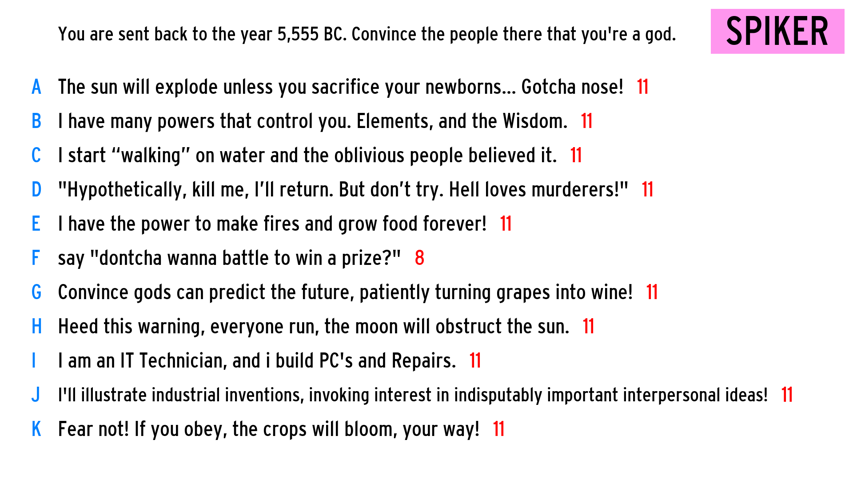 You are sent back to the year 5,555 BC. Convince the people there that you're a god.
SPIKER
A The sun will explode unless you sacrifice your newborns... Gotcha nose! 11
B I have many powers that control you. Elements, and the Wisdom. 11
C I start “walking” on water and the oblivious people believed it. 11
D "Hypothetically, kill me, I’ll return. But don’t try. Hell loves murderers!" 11
E I have the power to make fires and grow food forever! 11
F say "dontcha wanna battle to win a prize?" 8
G Convince gods can predict the future, patiently turning grapes into wine! 11
H Heed this warning, everyone run, the moon will obstruct the sun. 11
I I am an IT Technician, and i build PC's and Repairs. 11
J I'll illustrate industrial inventions, invoking interest in indisputably important interpersonal ideas! 11
K Fear not! If you obey, the crops will bloom, your way! 11